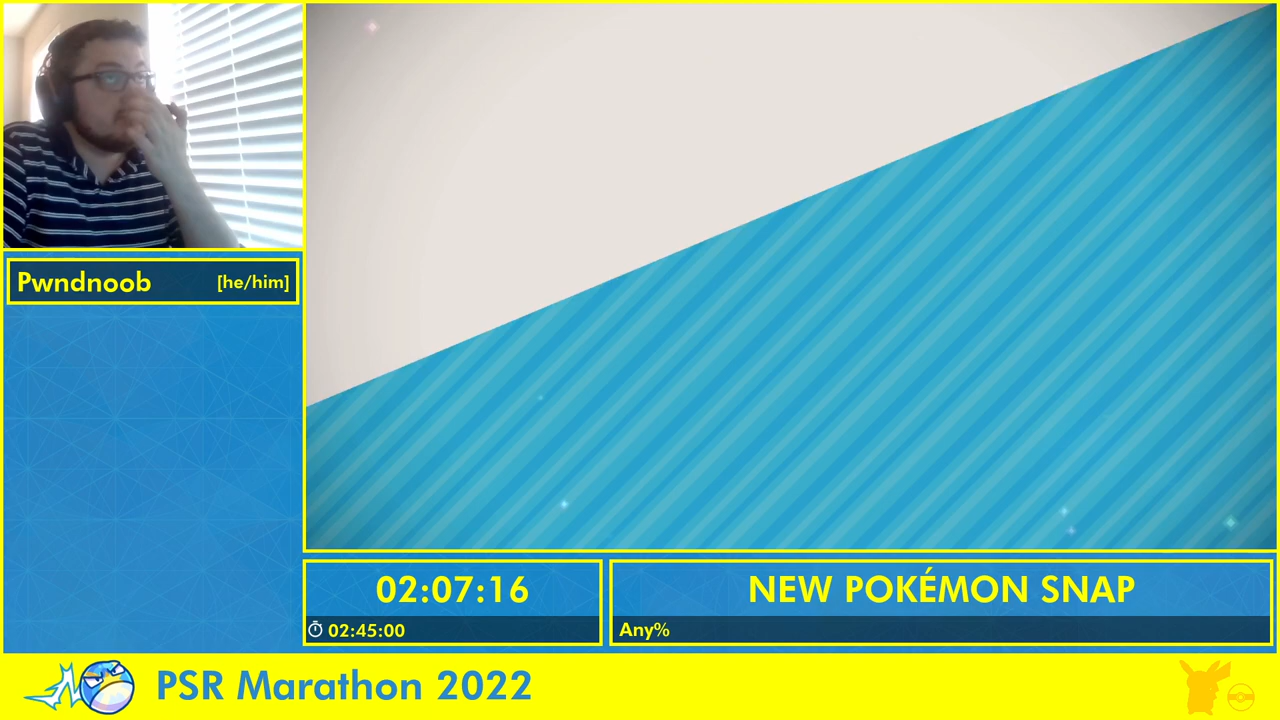 Pwndnoob [he/him]
02:07:16
02:45:00
NEW POKÉMON SNAP
Any%
PSR Marathon 2022